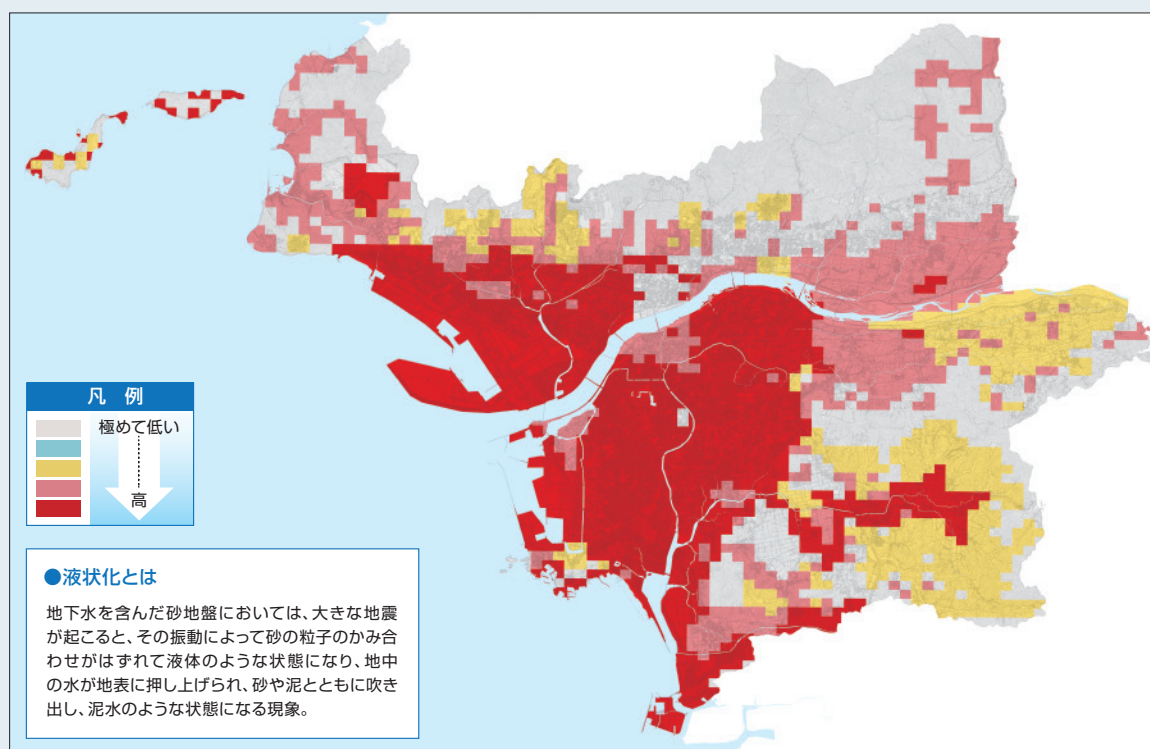 凡 例
極めて低い
高
●液状化とは
地下水を含んだ砂地盤においては、大きな地震
が起こると、その振動によって砂の粒子のかみ合
わせがはずれて液体のような状態になり、地中
の水が地表に押し上げられ、砂や泥とともに吹き
出し、泥水のような状態になる現象。